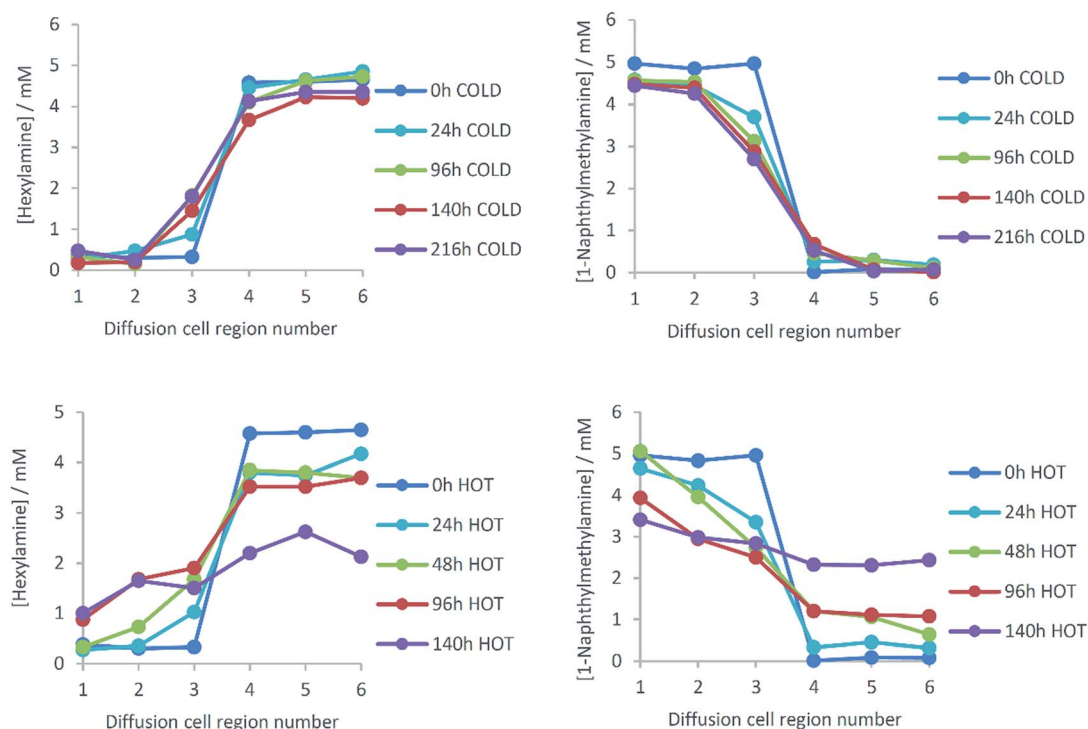 [Hexylamine] / mM
6
5
4
3
2
1
0
1 2 3 4 5 6
Diffusion cell region number
0h COLD
24h COLD
96h COLD
140h COLD
216h COLD
[1-Naphthylmethylamine] / mM
6
5
4
3
2
1
0
1 2 3 4 5 6
Diffusion cell region number
0h COLD
24h COLD
96h COLD
140h COLD
216h COLD
[Hexylamine] / mM
5
4
3
2
1
0
1 2 3 4 5 6
Diffusion cell region number
0h HOT
24h HOT
48h HOT
96h HOT
140h HOT
[1-Naphthylmethylamine] / mM
6
5
4
3
2
1
0
1 2 3 4 5 6
Diffusion cell region number
0h HOT
24h HOT
48h HOT
96h HOT
140h HOT